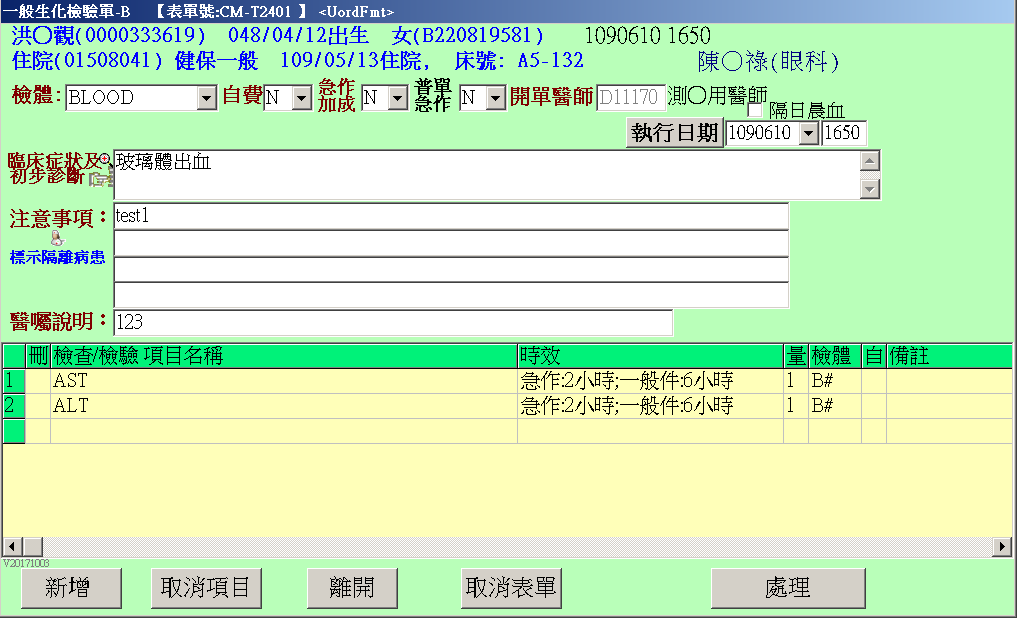 一般生化檢驗單-B 【表單號:CM-T2401 】 <UordFmt>
洪〇觀(0000333619) 048/04/12出生 女(B220819581) 1090610 1650
住院(01508041) 健保一般 109/05/13住院, 床號: A5-132 陳〇祿(眼科)
檢體: BLOOD 自費 N 急作加成 N 普單急作 N 開單醫師 D11170 測〇用醫師
隔日晨血
執行日期 1090610 1650
臨床症狀及初步診斷 玻璃體出血
注意事項： test1
標示隔離病患
醫囑說明： 123
刪 檢查/檢驗 項目名稱 時效 量 檢體 自 備註
1 AST 急作:2小時;一般件:6小時 1 B#
2 ALT 急作:2小時;一般件:6小時 1 B#
V20171003
新增 取消項目 離開 取消表單 處理